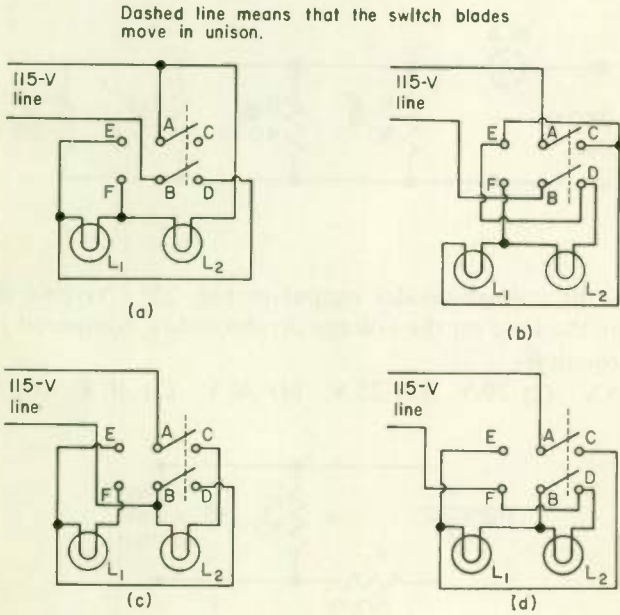 Dashed line means that the switch blades
move in unison.
115-V
line
E
A
C
F
B
D
L1
L2
(a)
115-V
line
E
A
C
F
B
D
L1
L2
(b)
115-V
line
E
A
C
F
B
D
L1
L2
(c)
115-V
line
E
A
C
F
B
D
L1
L2
(d)